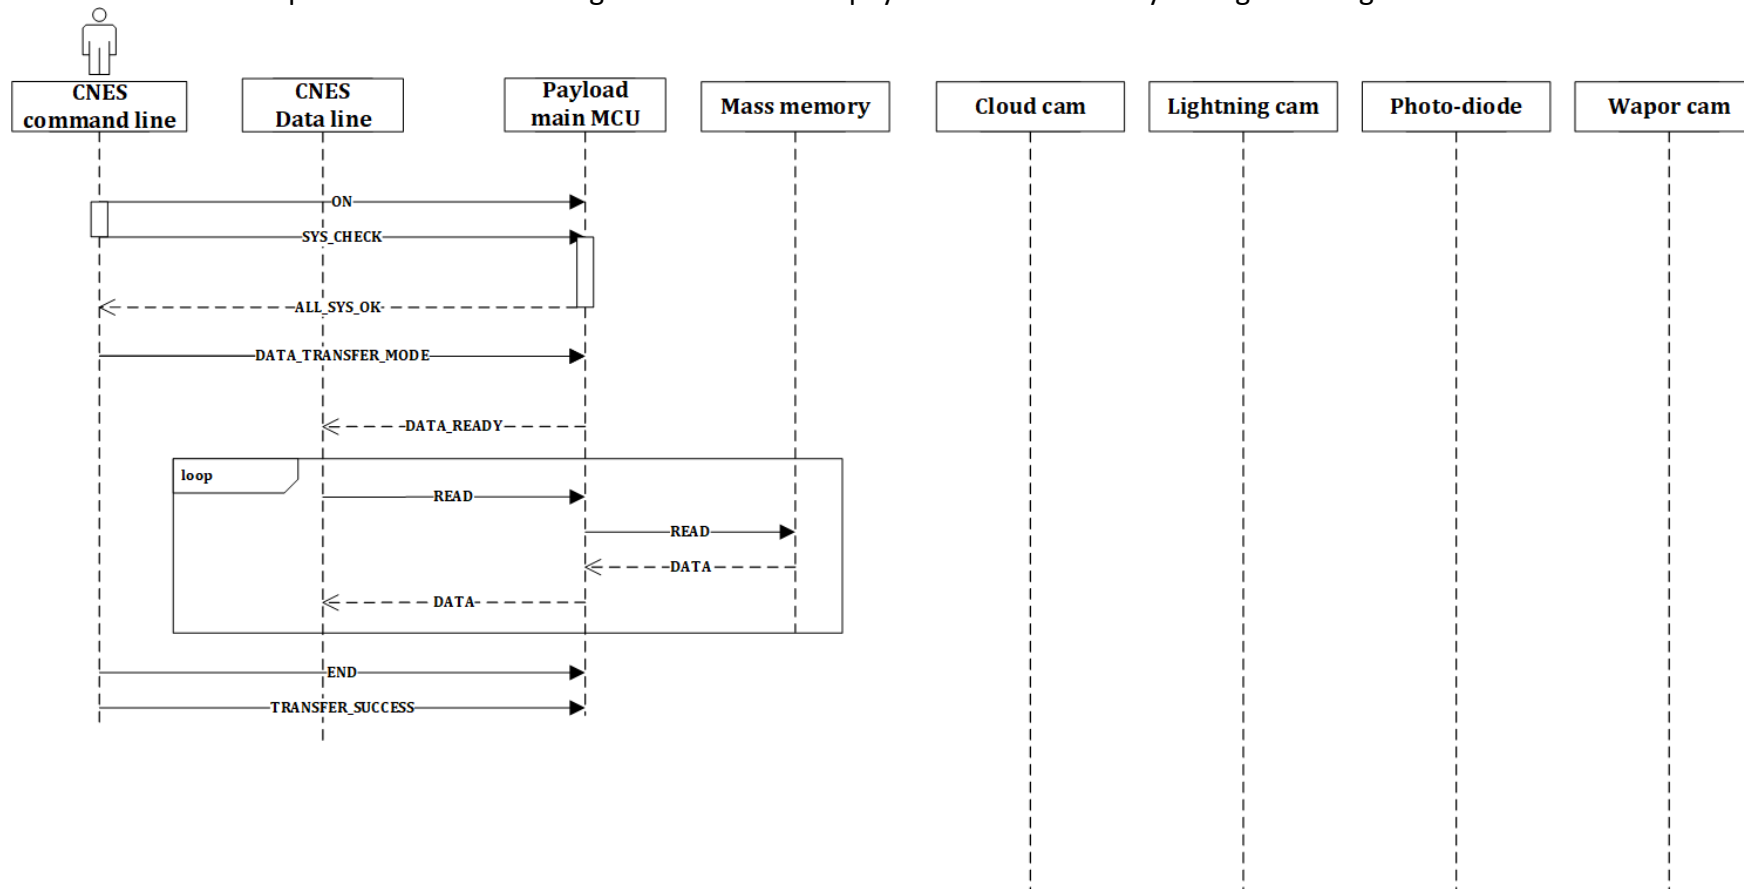 CNES
command line
CNES
Data line
Payload
main MCU
Mass memory
Cloud cam
Lightning cam
Photo-diode
Wapor cam
ON
SYS_CHECK
ALL_SYS_OK
DATA_TRANSFER_MODE
DATA_READY
loop
READ
READ
DATA
DATA
END
TRANSFER_SUCCESS